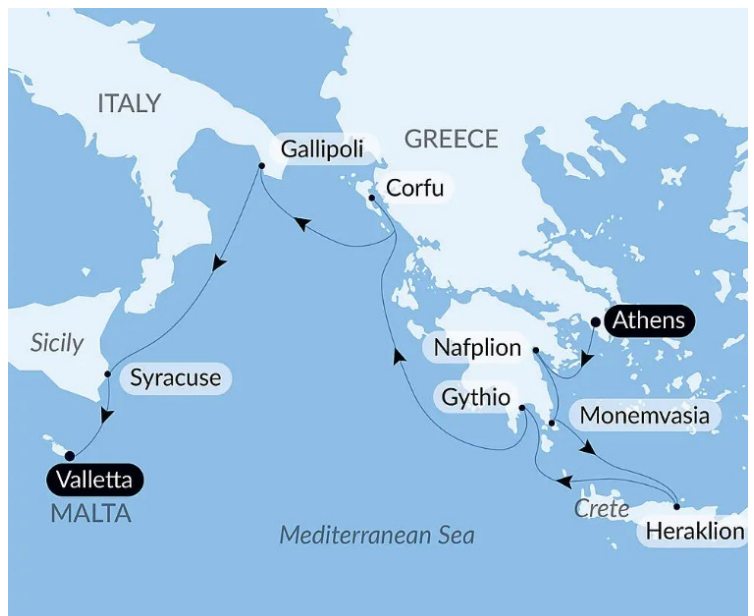 ITALY
Gallipoli
GREECE
Corfu
Athens
Sicily
Nafplion
Syracuse
Gythio
Monemvasia
Valletta
MALTA
Crete
Heraklion
Mediterranean Sea